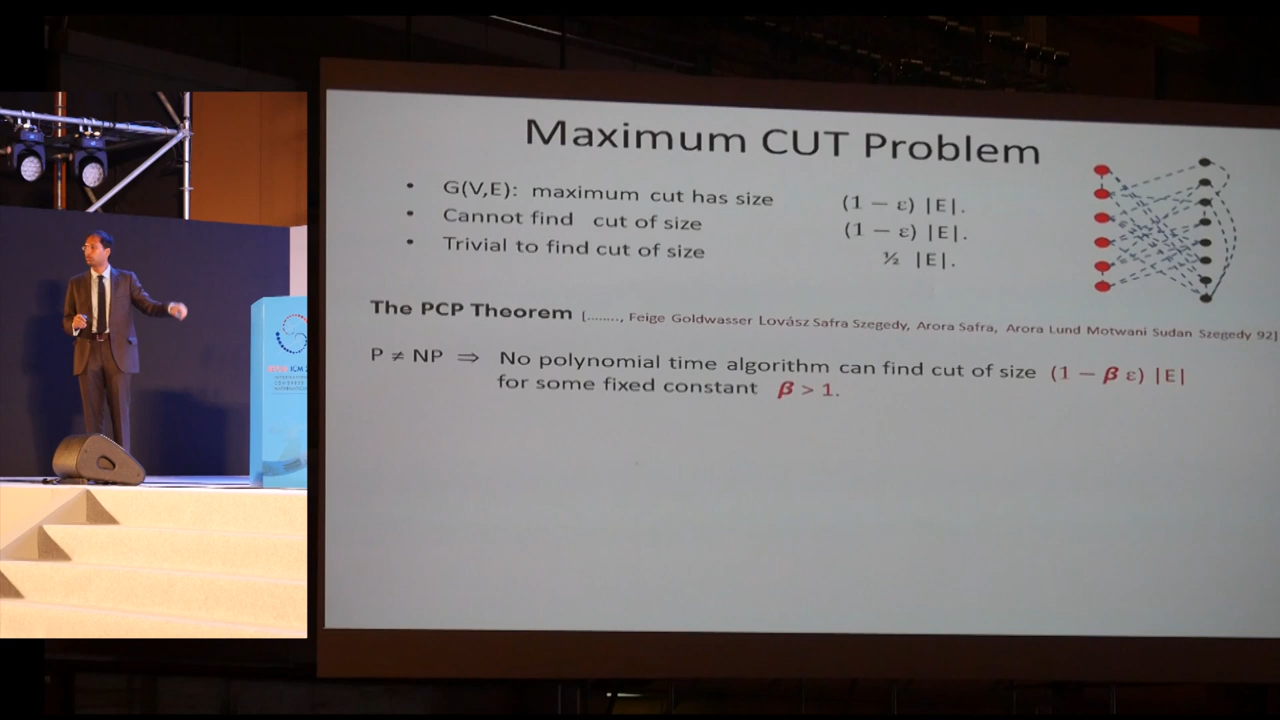 Maximum CUT Problem
• G(V,E): maximum cut has size (1 − ε) |E|.
• Cannot find cut of size (1 − ε) |E|.
• Trivial to find cut of size ½ |E|.
The PCP Theorem [........, Feige Goldwasser Lovász Safra Szegedy, Arora Safra, Arora Lund Motwani Sudan Szegedy 92]
P ≠ NP ⇒ No polynomial time algorithm can find cut of size (1 − β ε) |E|
for some fixed constant β > 1.